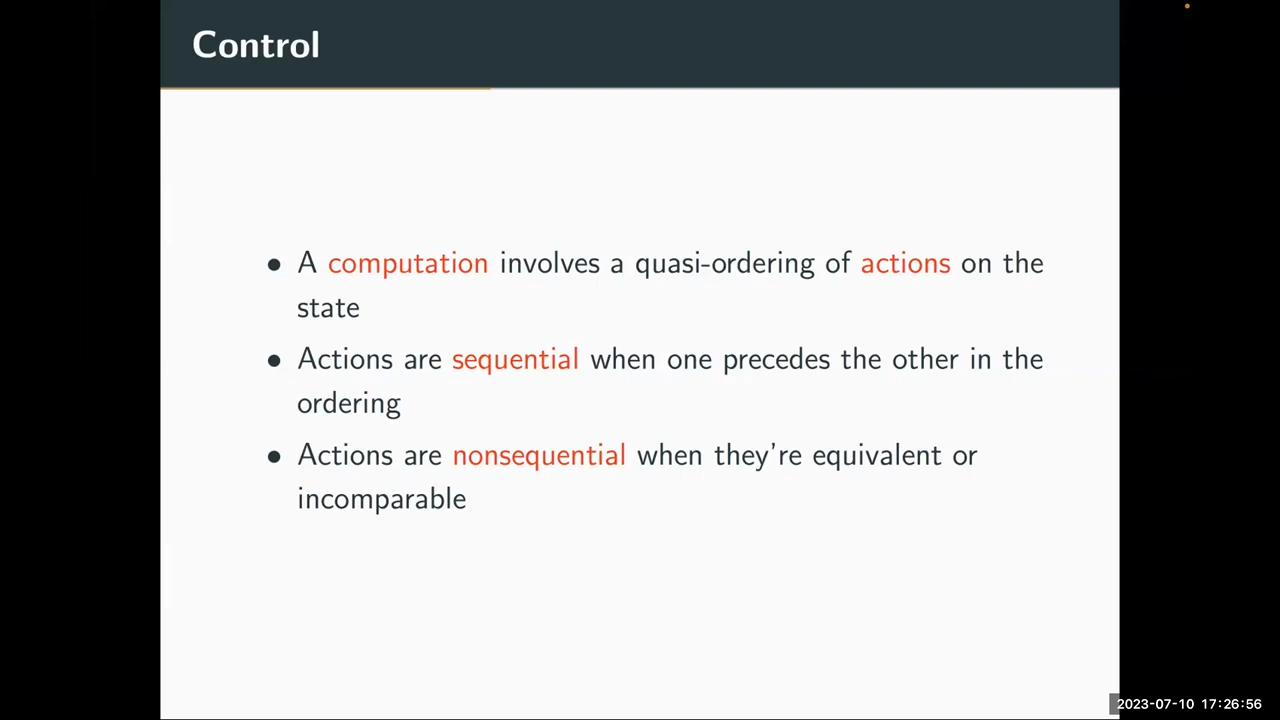 Control
• A computation involves a quasi-ordering of actions on the
state
• Actions are sequential when one precedes the other in the
ordering
• Actions are nonsequential when they're equivalent or
incomparable
2023-07-10 17:26:56